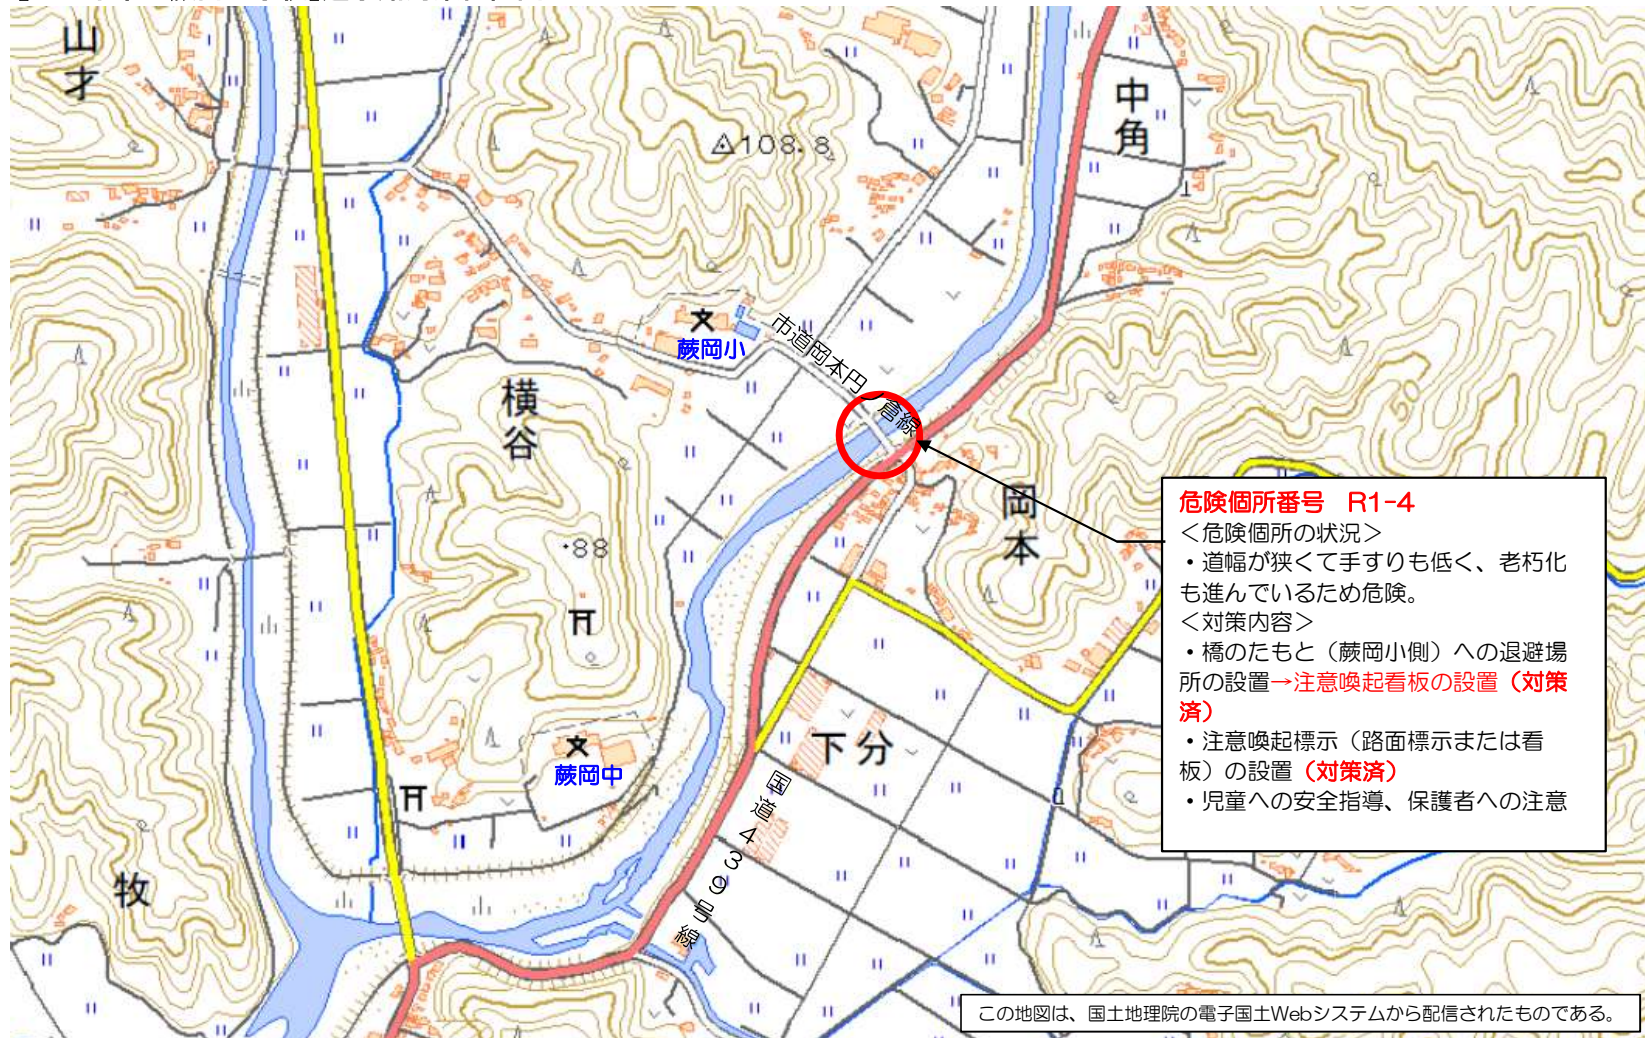 山才
中角
108.8
蕨岡小
市道岡本円ノ倉線
横谷
50
岡本
危険個所番号　R1-4
＜危険個所の状況＞
・道幅が狭くて手すりも低く、老朽化
も進んでいるため危険。
＜対策内容＞
・橋のたもと（蕨岡小側）への退避場
所の設置→注意喚起看板の設置（対策
済）
・注意喚起標示（路面標示または看
板）の設置（対策済）
・児童への安全指導、保護者への注意
・88
下分
蕨岡中
国道439号線
牧
この地図は、国土地理院の電子国土Webシステムから配信されたものである。